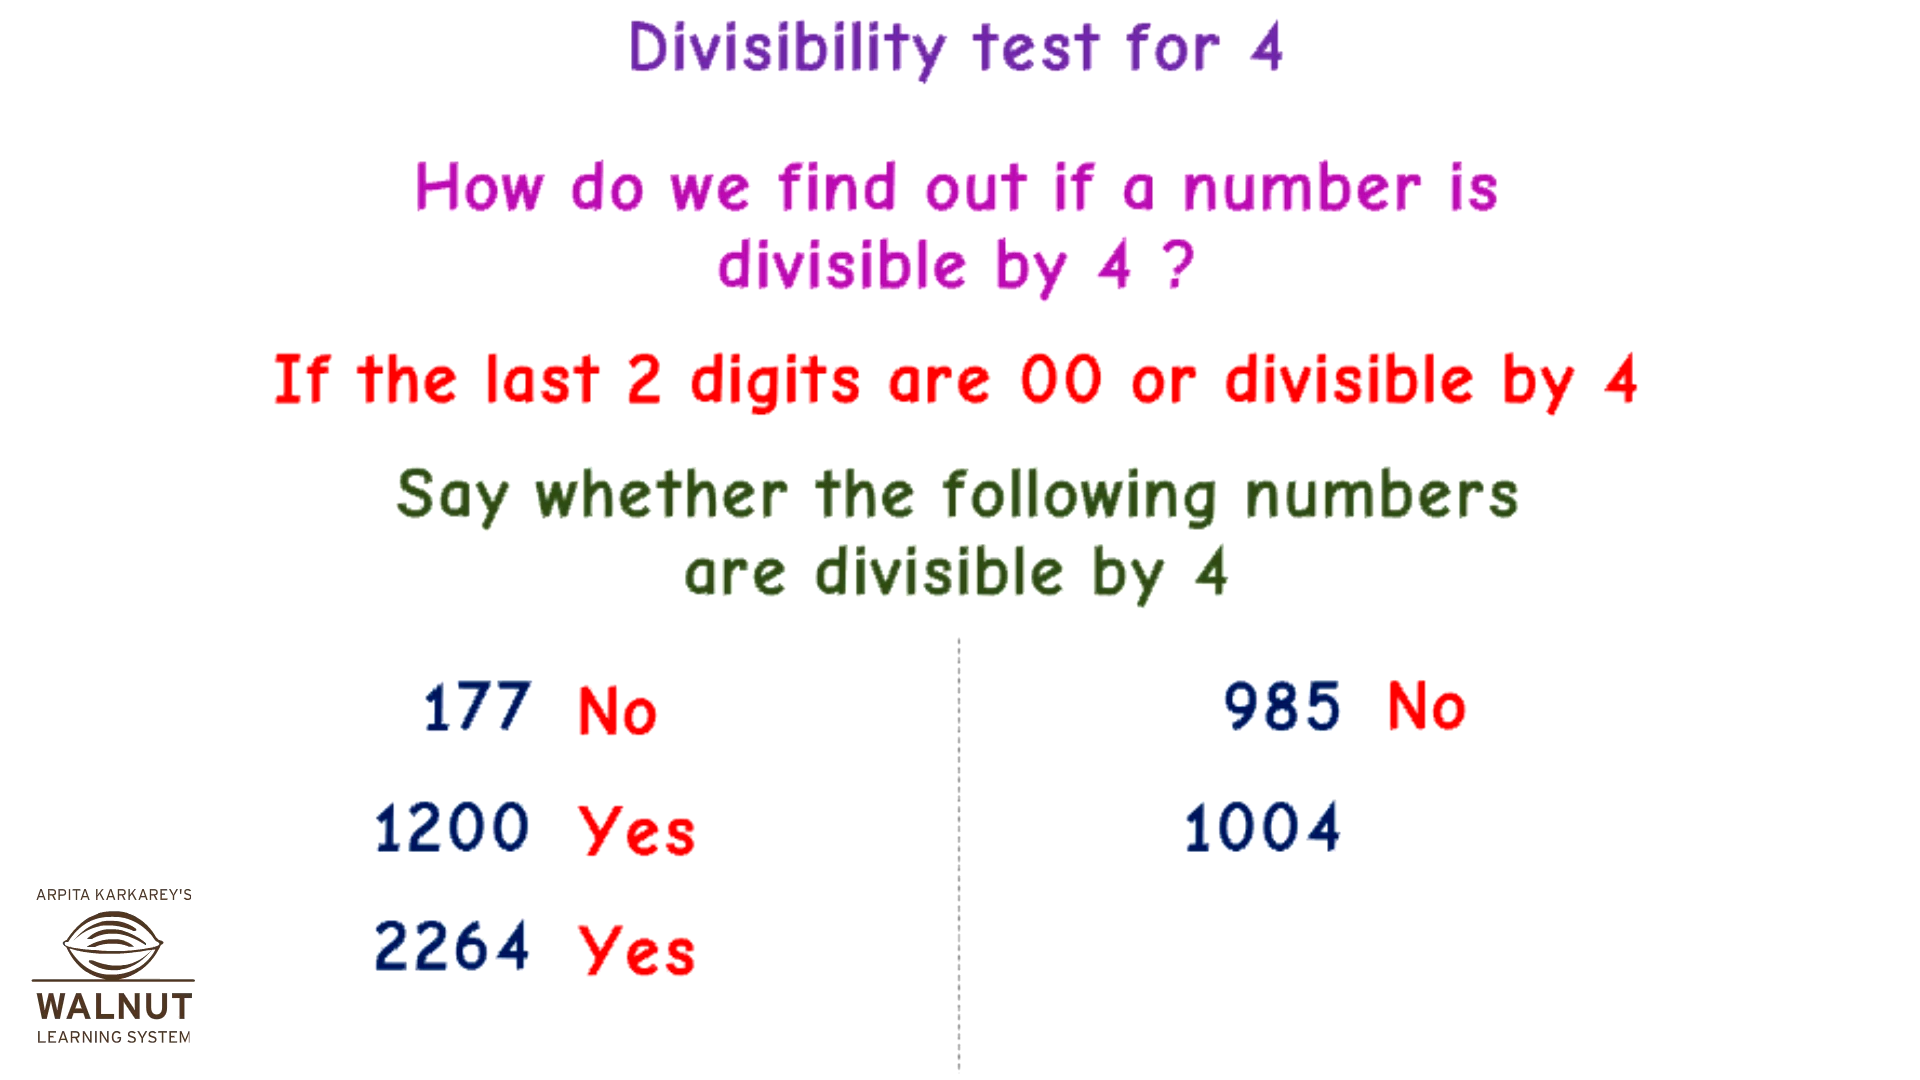 Divisibility test for 4
How do we find out if a number is
divisible by 4 ?
If the last 2 digits are 00 or divisible by 4
Say whether the following numbers
are divisible by 4
177 No
1200 Yes
2264 Yes
985 No
1004
ARPITA KARKAREY'S
WALNUT
LEARNING SYSTEM